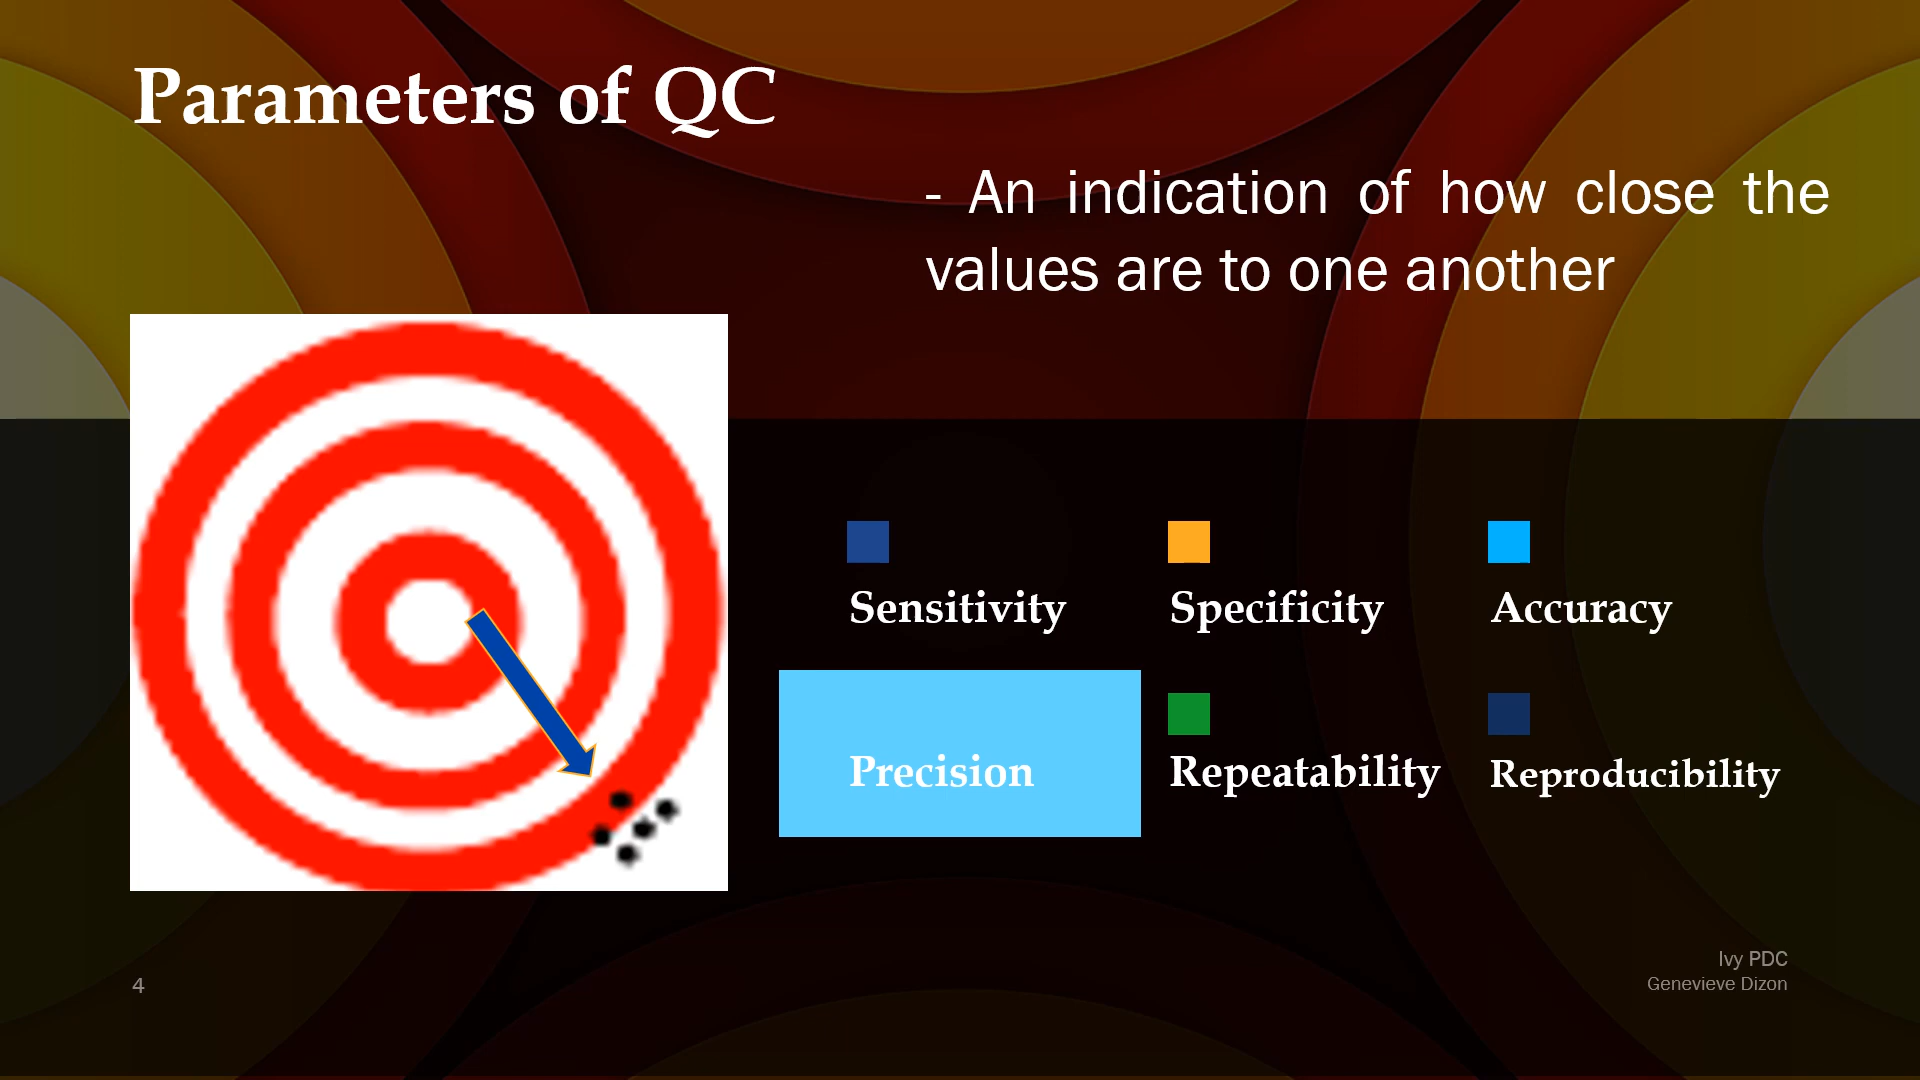 Parameters of QC
- An indication of how close the
values are to one another
Sensitivity
Specificity
Accuracy
Precision
Repeatability
Reproducibility
Ivy PDC
Genevieve Dizon
4